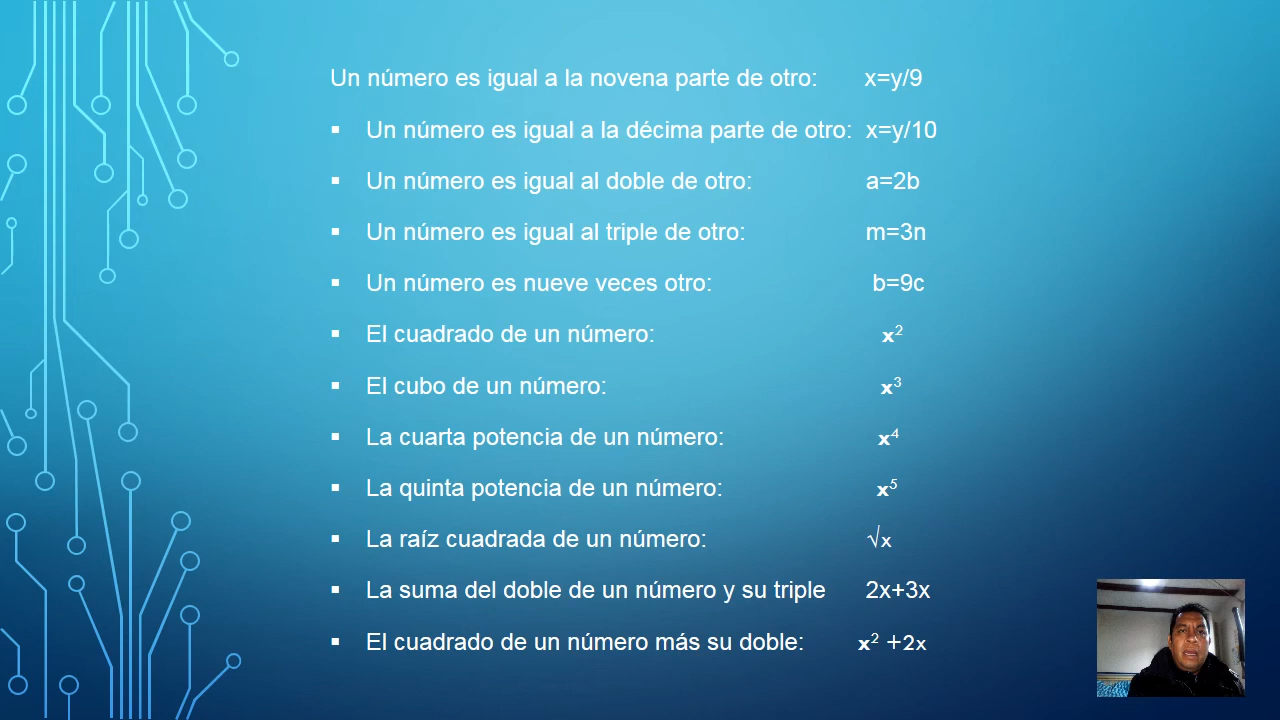 Un número es igual a la novena parte de otro: x=y/9
▪ Un número es igual a la décima parte de otro: x=y/10
▪ Un número es igual al doble de otro: a=2b
▪ Un número es igual al triple de otro: m=3n
▪ Un número es nueve veces otro: b=9c
▪ El cuadrado de un número: x²
▪ El cubo de un número: x³
▪ La cuarta potencia de un número: x⁴
▪ La quinta potencia de un número: x⁵
▪ La raíz cuadrada de un número: √x
▪ La suma del doble de un número y su triple 2x+3x
▪ El cuadrado de un número más su doble: x² +2x